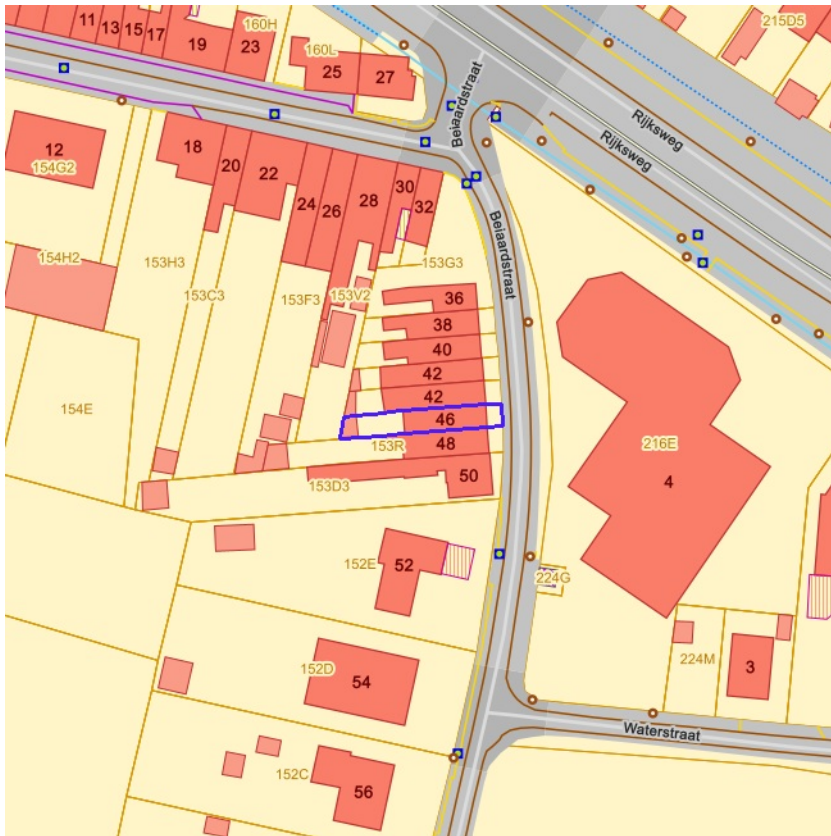 11
13
15
17
19
23
160H
160L
25
27
215D5
Beiaardstraat
Rijksweg
Rijksweg
12
154G2
18
20
22
24
26
28
30
32
Beiaardstraat
154H2
153H3
153C3
153F3
153V2
153G3
36
38
40
42
42
46
48
50
154E
153R
153D3
216E
4
152E
52
224G
152D
54
224M
3
Waterstraat
152C
56